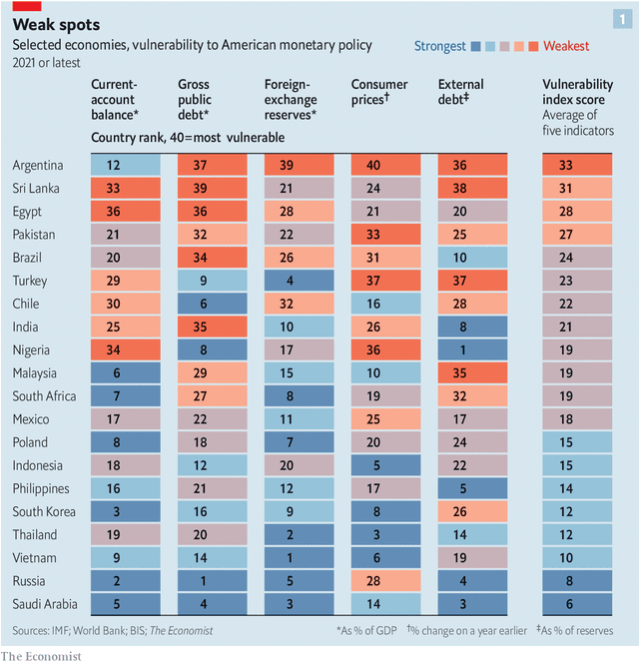 1
Weak spots
Selected economies, vulnerability to American monetary policy
2021 or latest
Strongest Weakest
Current-account balance* Gross public debt* Foreign-exchange reserves* Consumer prices† External debt‡ Vulnerability index score
Average of five indicators
Country rank, 40=most vulnerable
Argentina 12 37 39 40 36 33
Sri Lanka 33 39 21 24 38 31
Egypt 36 36 28 21 20 28
Pakistan 21 32 22 33 25 27
Brazil 20 34 26 31 10 24
Turkey 29 9 4 37 37 23
Chile 30 6 32 16 28 22
India 25 35 10 26 8 21
Nigeria 34 8 17 36 1 19
Malaysia 6 29 15 10 35 19
South Africa 7 27 8 19 32 19
Mexico 17 22 11 25 17 18
Poland 8 18 7 20 24 15
Indonesia 18 12 20 5 22 15
Philippines 16 21 12 17 5 14
South Korea 3 16 9 8 26 12
Thailand 19 20 2 3 14 12
Vietnam 9 14 1 6 19 10
Russia 2 1 5 28 4 8
Saudi Arabia 5 4 3 14 3 6
Sources: IMF; World Bank; BIS; The Economist *As % of GDP †% change on a year earlier ‡As % of reserves
The Economist